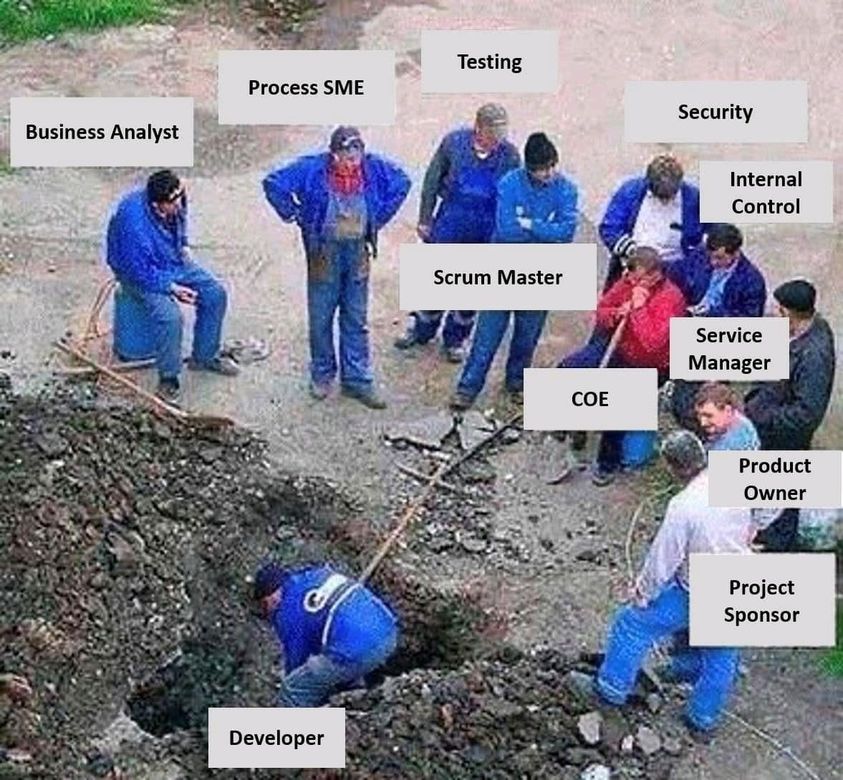 Testing
Process SME
Security
Business Analyst
Internal
Control
Scrum Master
Service
Manager
COE
Product
Owner
Project
Sponsor
Developer